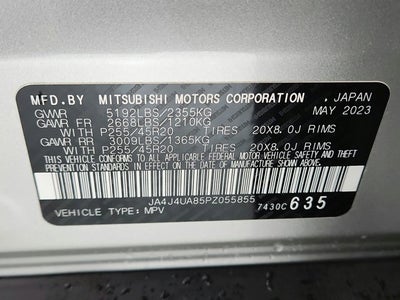 MFD.BY MITSUBISHI MOTORS CORPORATION , JAPAN
GVWR 5192LBS/2355KG MAY 2023
GAWR FR 2668LBS/1210KG
WITH P255/45R20 TIRES 20X8.0J RIMS
GAWR RR 3009LBS/1365KG
WITH P255/45R20 TIRES 20X8.0J RIMS
THIS VEHICLE CONFORMS TO ALL APPLICABLE FEDERAL MOTOR VEHICLE
SAFETY AND THEFT PREVENTION STANDARDS IN EFFECT ON THE
DATE OF MANUFACTURE SHOWN ABOVE.
JA4J4UA85PZ055855
VEHICLE TYPE: MPV 7430C 635